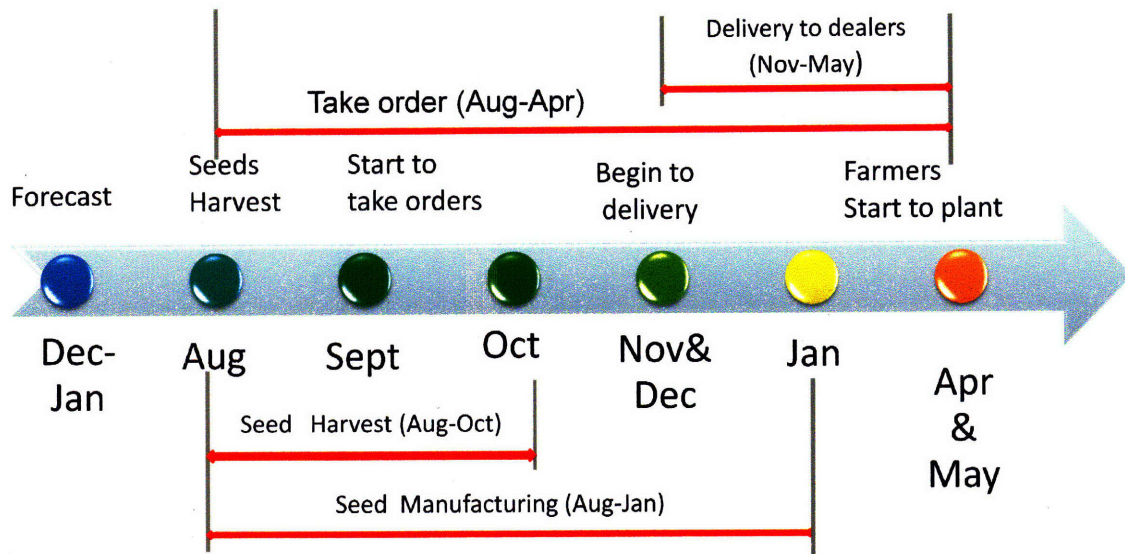 Delivery to dealers
(Nov-May)
Take order (Aug-Apr)
Forecast
Seeds
Harvest
Start to
take orders
Begin to
delivery
Farmers
Start to plant
Dec-
Jan
Aug
Sept
Oct
Nov&
Dec
Jan
Apr
&
May
Seed Harvest (Aug-Oct)
Seed Manufacturing (Aug-Jan)